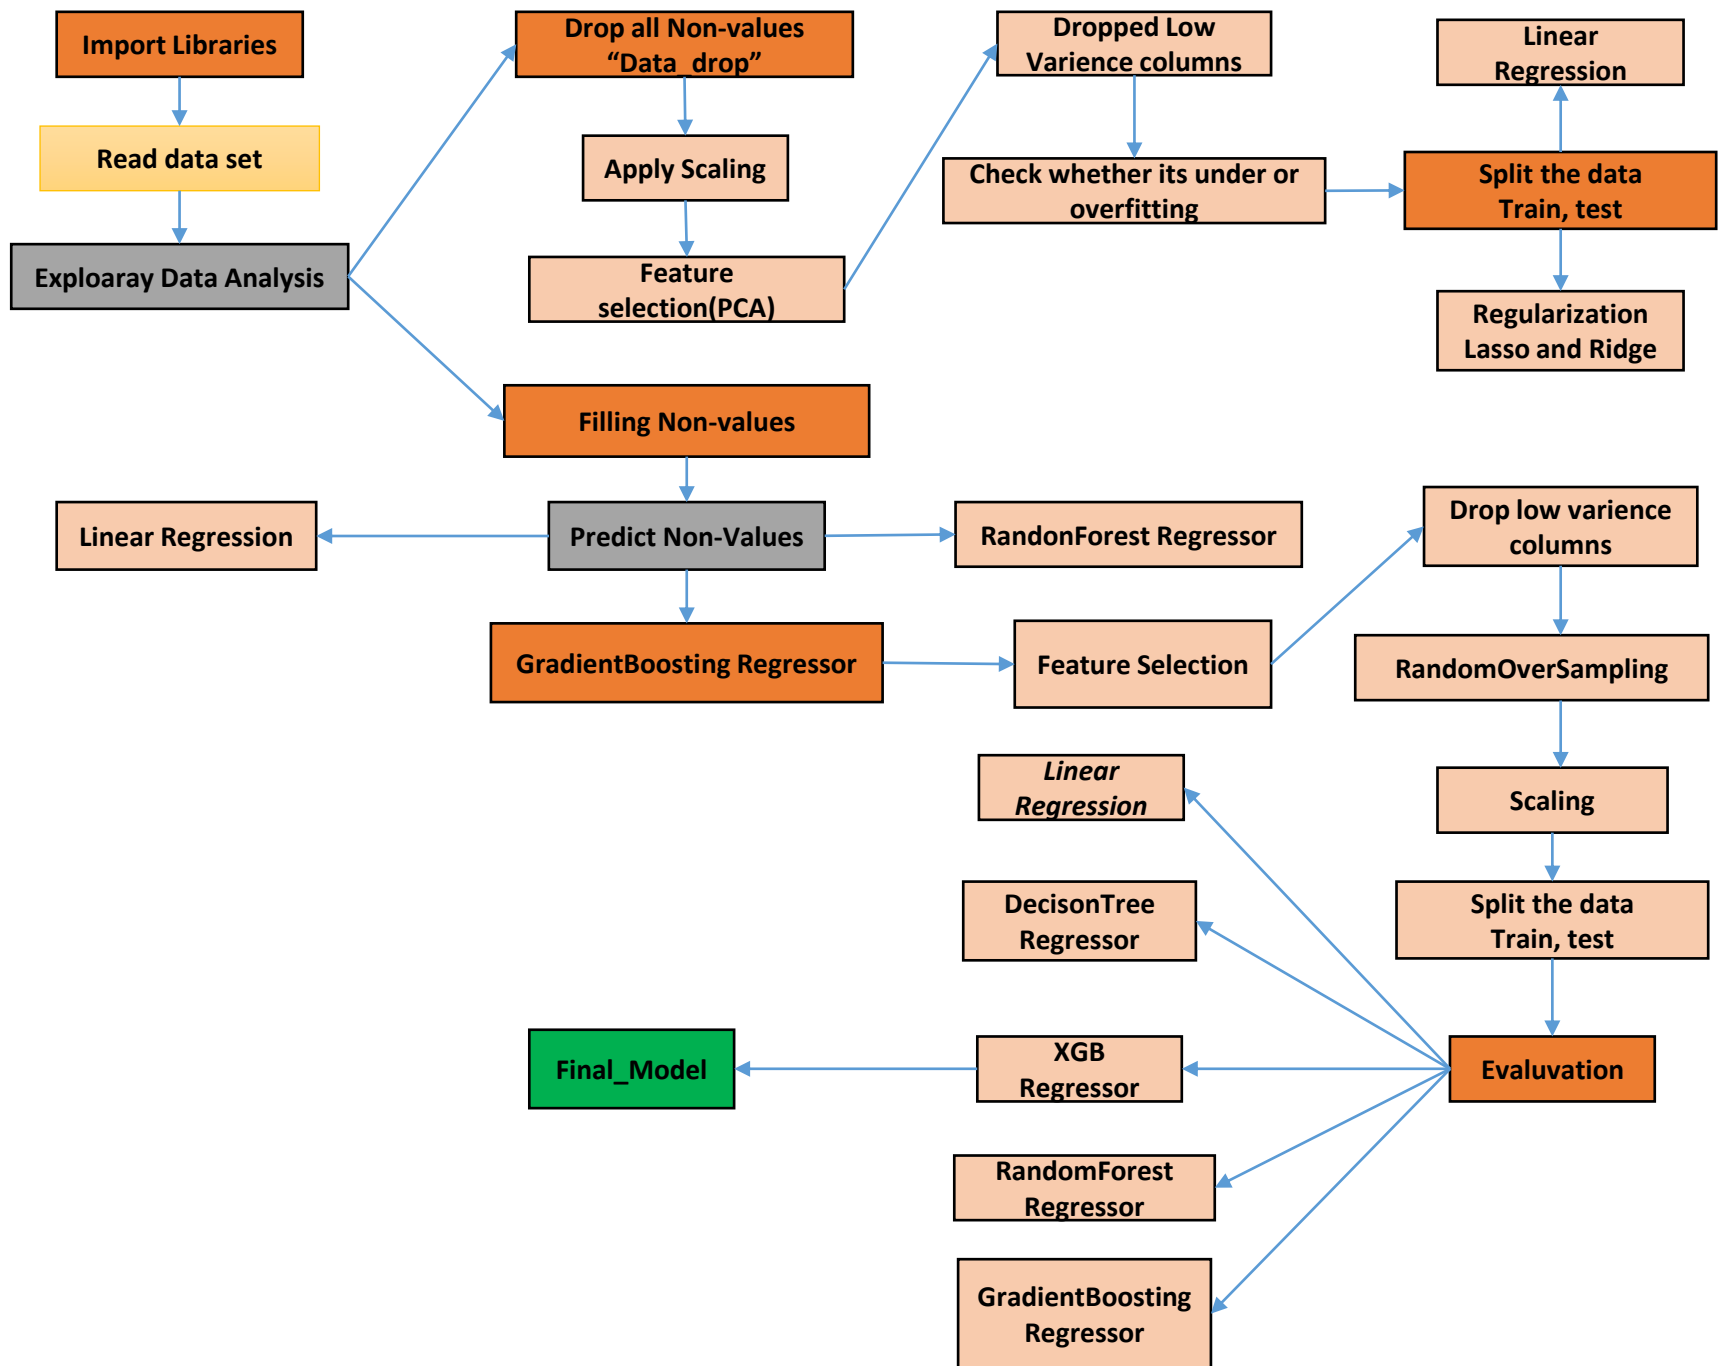 Import Libraries
Read data set
Exploaray Data Analysis
Drop all Non-values
“Data_drop”
Apply Scaling
Feature
selection(PCA)
Dropped Low
Varience columns
Check whether its under or
overfitting
Linear
Regression
Split the data
Train, test
Regularization
Lasso and Ridge
Filling Non-values
Linear Regression
Predict Non-Values
RandonForest Regressor
GradientBoosting Regressor
Feature Selection
Drop low varience
columns
RandomOverSampling
Scaling
Split the data
Train, test
Evaluvation
Linear
Regression
DecisonTree
Regressor
XGB
Regressor
Final_Model
RandomForest
Regressor
GradientBoosting
Regressor